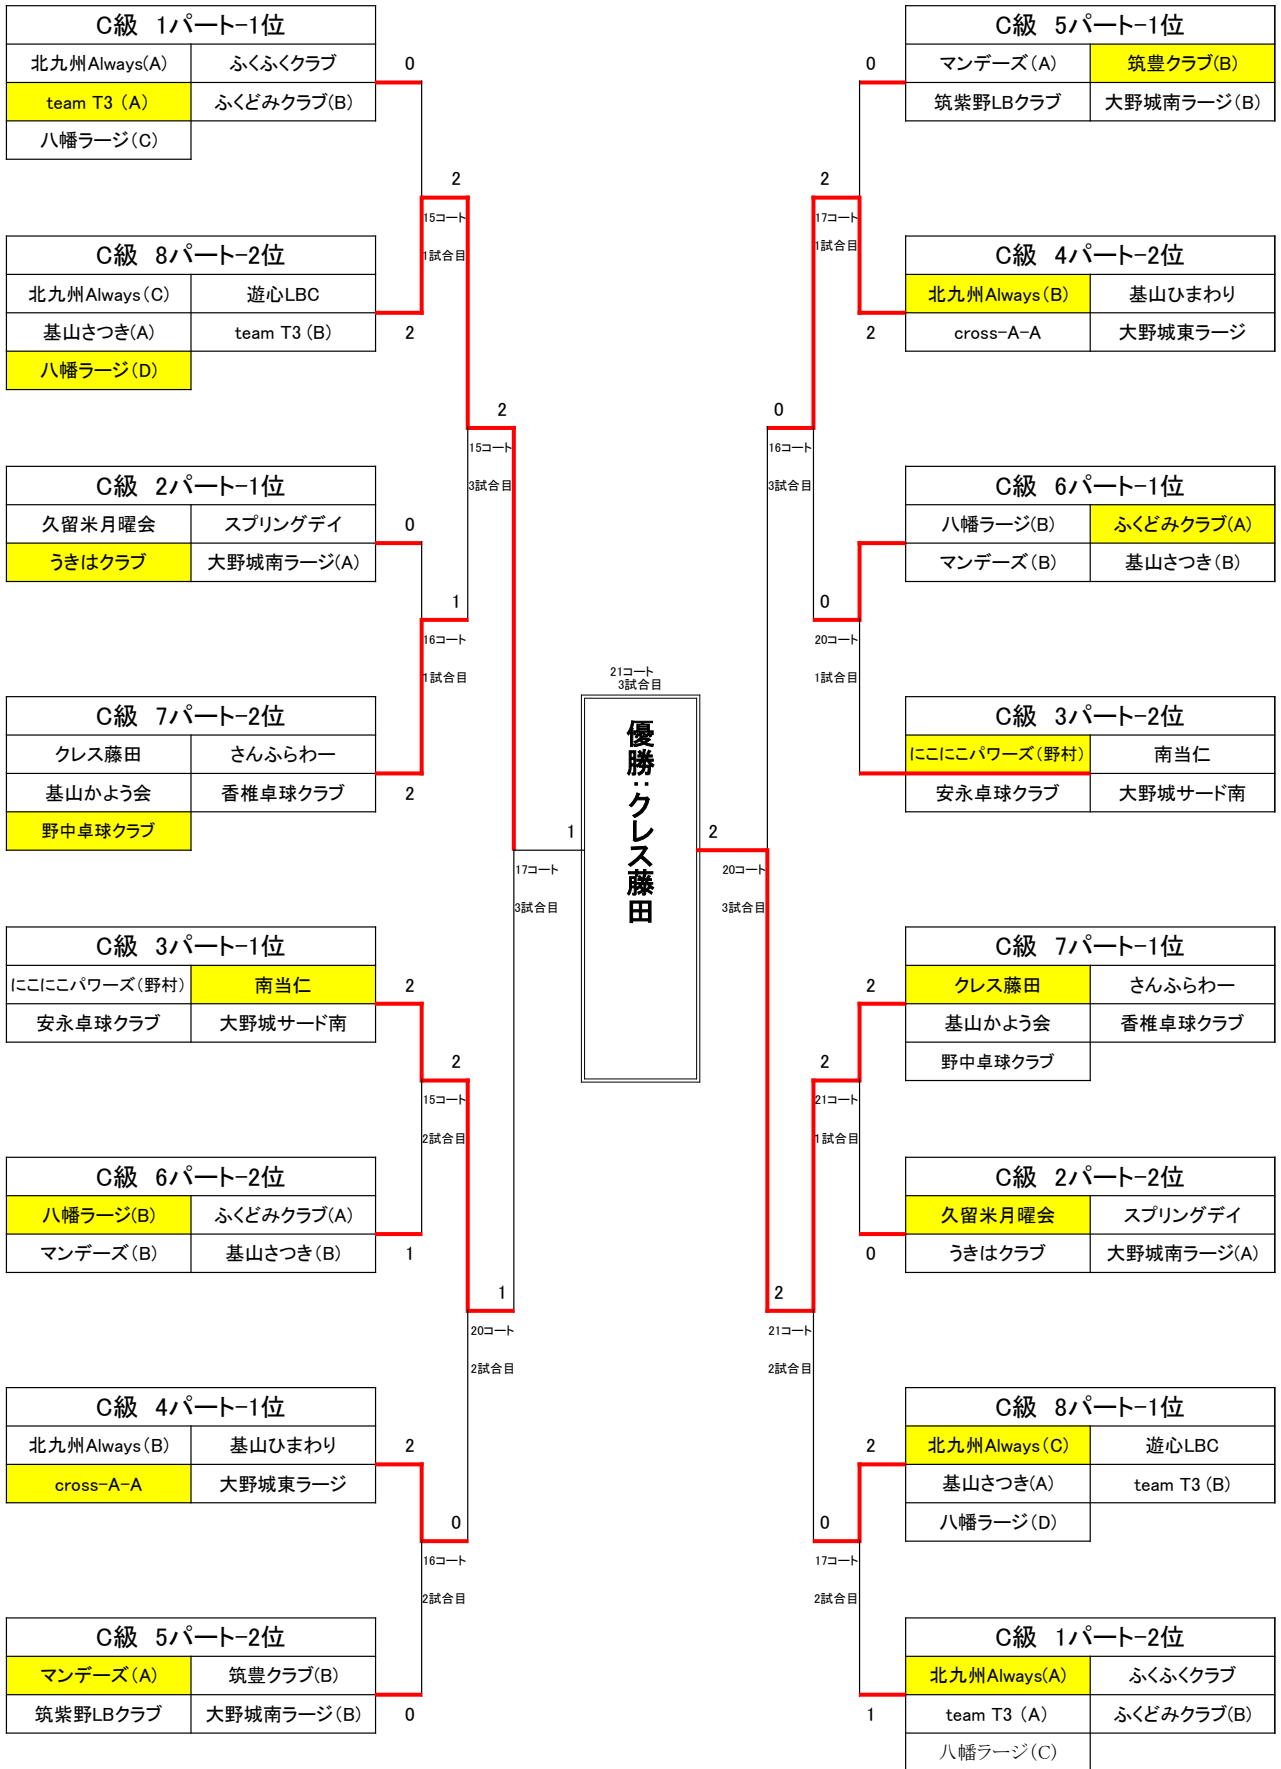 C級 1パート-1位
北九州Always(A) ふくふくクラブ
team T3 (A) ふくどみクラブ(B)
八幡ラージ(C)
0
2
15コート
1試合目
C級 8パート-2位
北九州Always(C) 遊心LBC
基山さつき(A) team T3 (B)
八幡ラージ(D)
2
2
15コート
3試合目
C級 2パート-1位
久留米月曜会 スプリングデイ
うきはクラブ 大野城南ラージ(A)
0
1
16コート
1試合目
C級 7パート-2位
クレス藤田 さんふらわー
基山かよう会 香椎卓球クラブ
野中卓球クラブ
2
1
17コート
3試合目
C級 3パート-1位
にこにこパワーズ(野村) 南当仁
安永卓球クラブ 大野城サード南
2
2
15コート
2試合目
C級 6パート-2位
八幡ラージ(B) ふくどみクラブ(A)
マンデーズ(B) 基山さつき(B)
1
1
20コート
2試合目
C級 4パート-1位
北九州Always(B) 基山ひまわり
cross-A-A 大野城東ラージ
2
0
16コート
2試合目
C級 5パート-2位
マンデーズ(A) 筑豊クラブ(B)
筑紫野LBクラブ 大野城南ラージ(B)
0
21コート
3試合目
優勝:クレス藤田
C級 5パート-1位
マンデーズ(A) 筑豊クラブ(B)
筑紫野LBクラブ 大野城南ラージ(B)
0
2
17コート
1試合目
C級 4パート-2位
北九州Always(B) 基山ひまわり
cross-A-A 大野城東ラージ
2
0
16コート
3試合目
C級 6パート-1位
八幡ラージ(B) ふくどみクラブ(A)
マンデーズ(B) 基山さつき(B)
0
20コート
1試合目
C級 3パート-2位
にこにこパワーズ(野村) 南当仁
安永卓球クラブ 大野城サード南
2
20コート
3試合目
C級 7パート-1位
クレス藤田 さんふらわー
基山かよう会 香椎卓球クラブ
野中卓球クラブ
2
2
21コート
1試合目
C級 2パート-2位
久留米月曜会 スプリングデイ
うきはクラブ 大野城南ラージ(A)
0
2
21コート
2試合目
C級 8パート-1位
北九州Always(C) 遊心LBC
基山さつき(A) team T3 (B)
八幡ラージ(D)
2
0
17コート
2試合目
C級 1パート-2位
北九州Always(A) ふくふくクラブ
team T3 (A) ふくどみクラブ(B)
八幡ラージ(C)
1